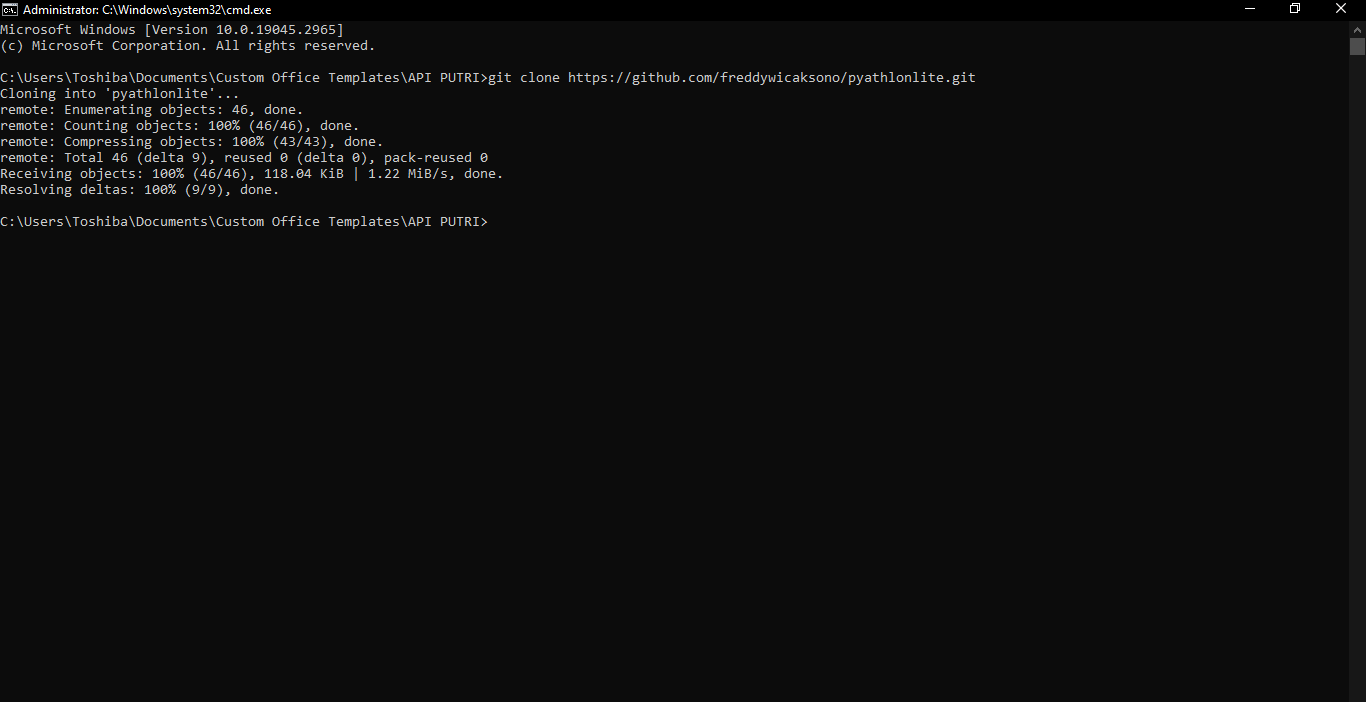 Administrator: C:\Windows\system32\cmd.exe
Microsoft Windows [Version 10.0.19045.2965]
(c) Microsoft Corporation. All rights reserved.
C:\Users\Toshiba\Documents\Custom Office Templates\API PUTRI>git clone https://github.com/freddywicaksono/pyathlonlite.git
Cloning into 'pyathlonlite'...
remote: Enumerating objects: 46, done.
remote: Counting objects: 100% (46/46), done.
remote: Compressing objects: 100% (43/43), done.
remote: Total 46 (delta 9), reused 0 (delta 0), pack-reused 0
Receiving objects: 100% (46/46), 118.04 KiB | 1.22 MiB/s, done.
Resolving deltas: 100% (9/9), done.
C:\Users\Toshiba\Documents\Custom Office Templates\API PUTRI>